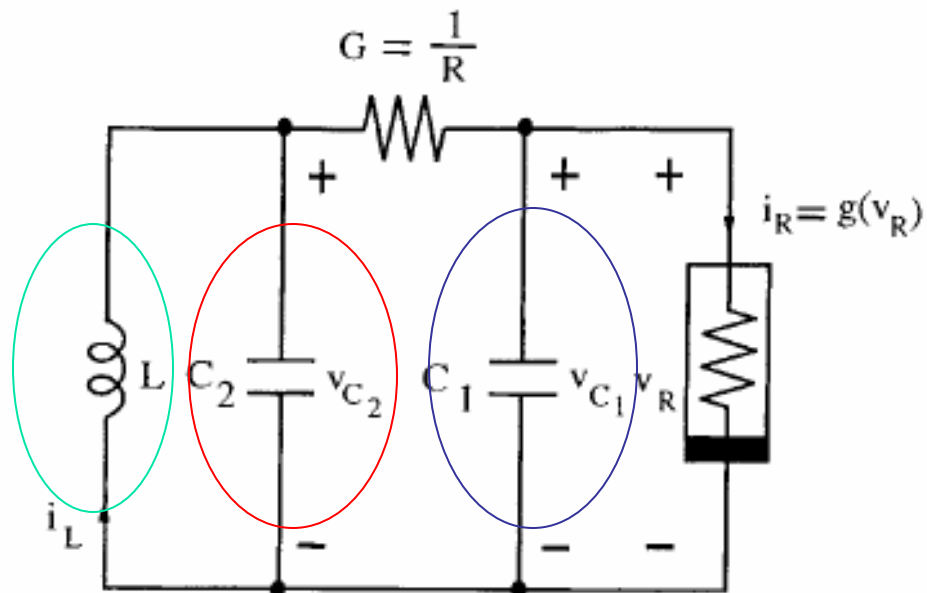 G = 1/R
+ + +
i_R = g(v_R)
L C_2 v_C_2 C_1 v_C_1 v_R
i_L
− − −